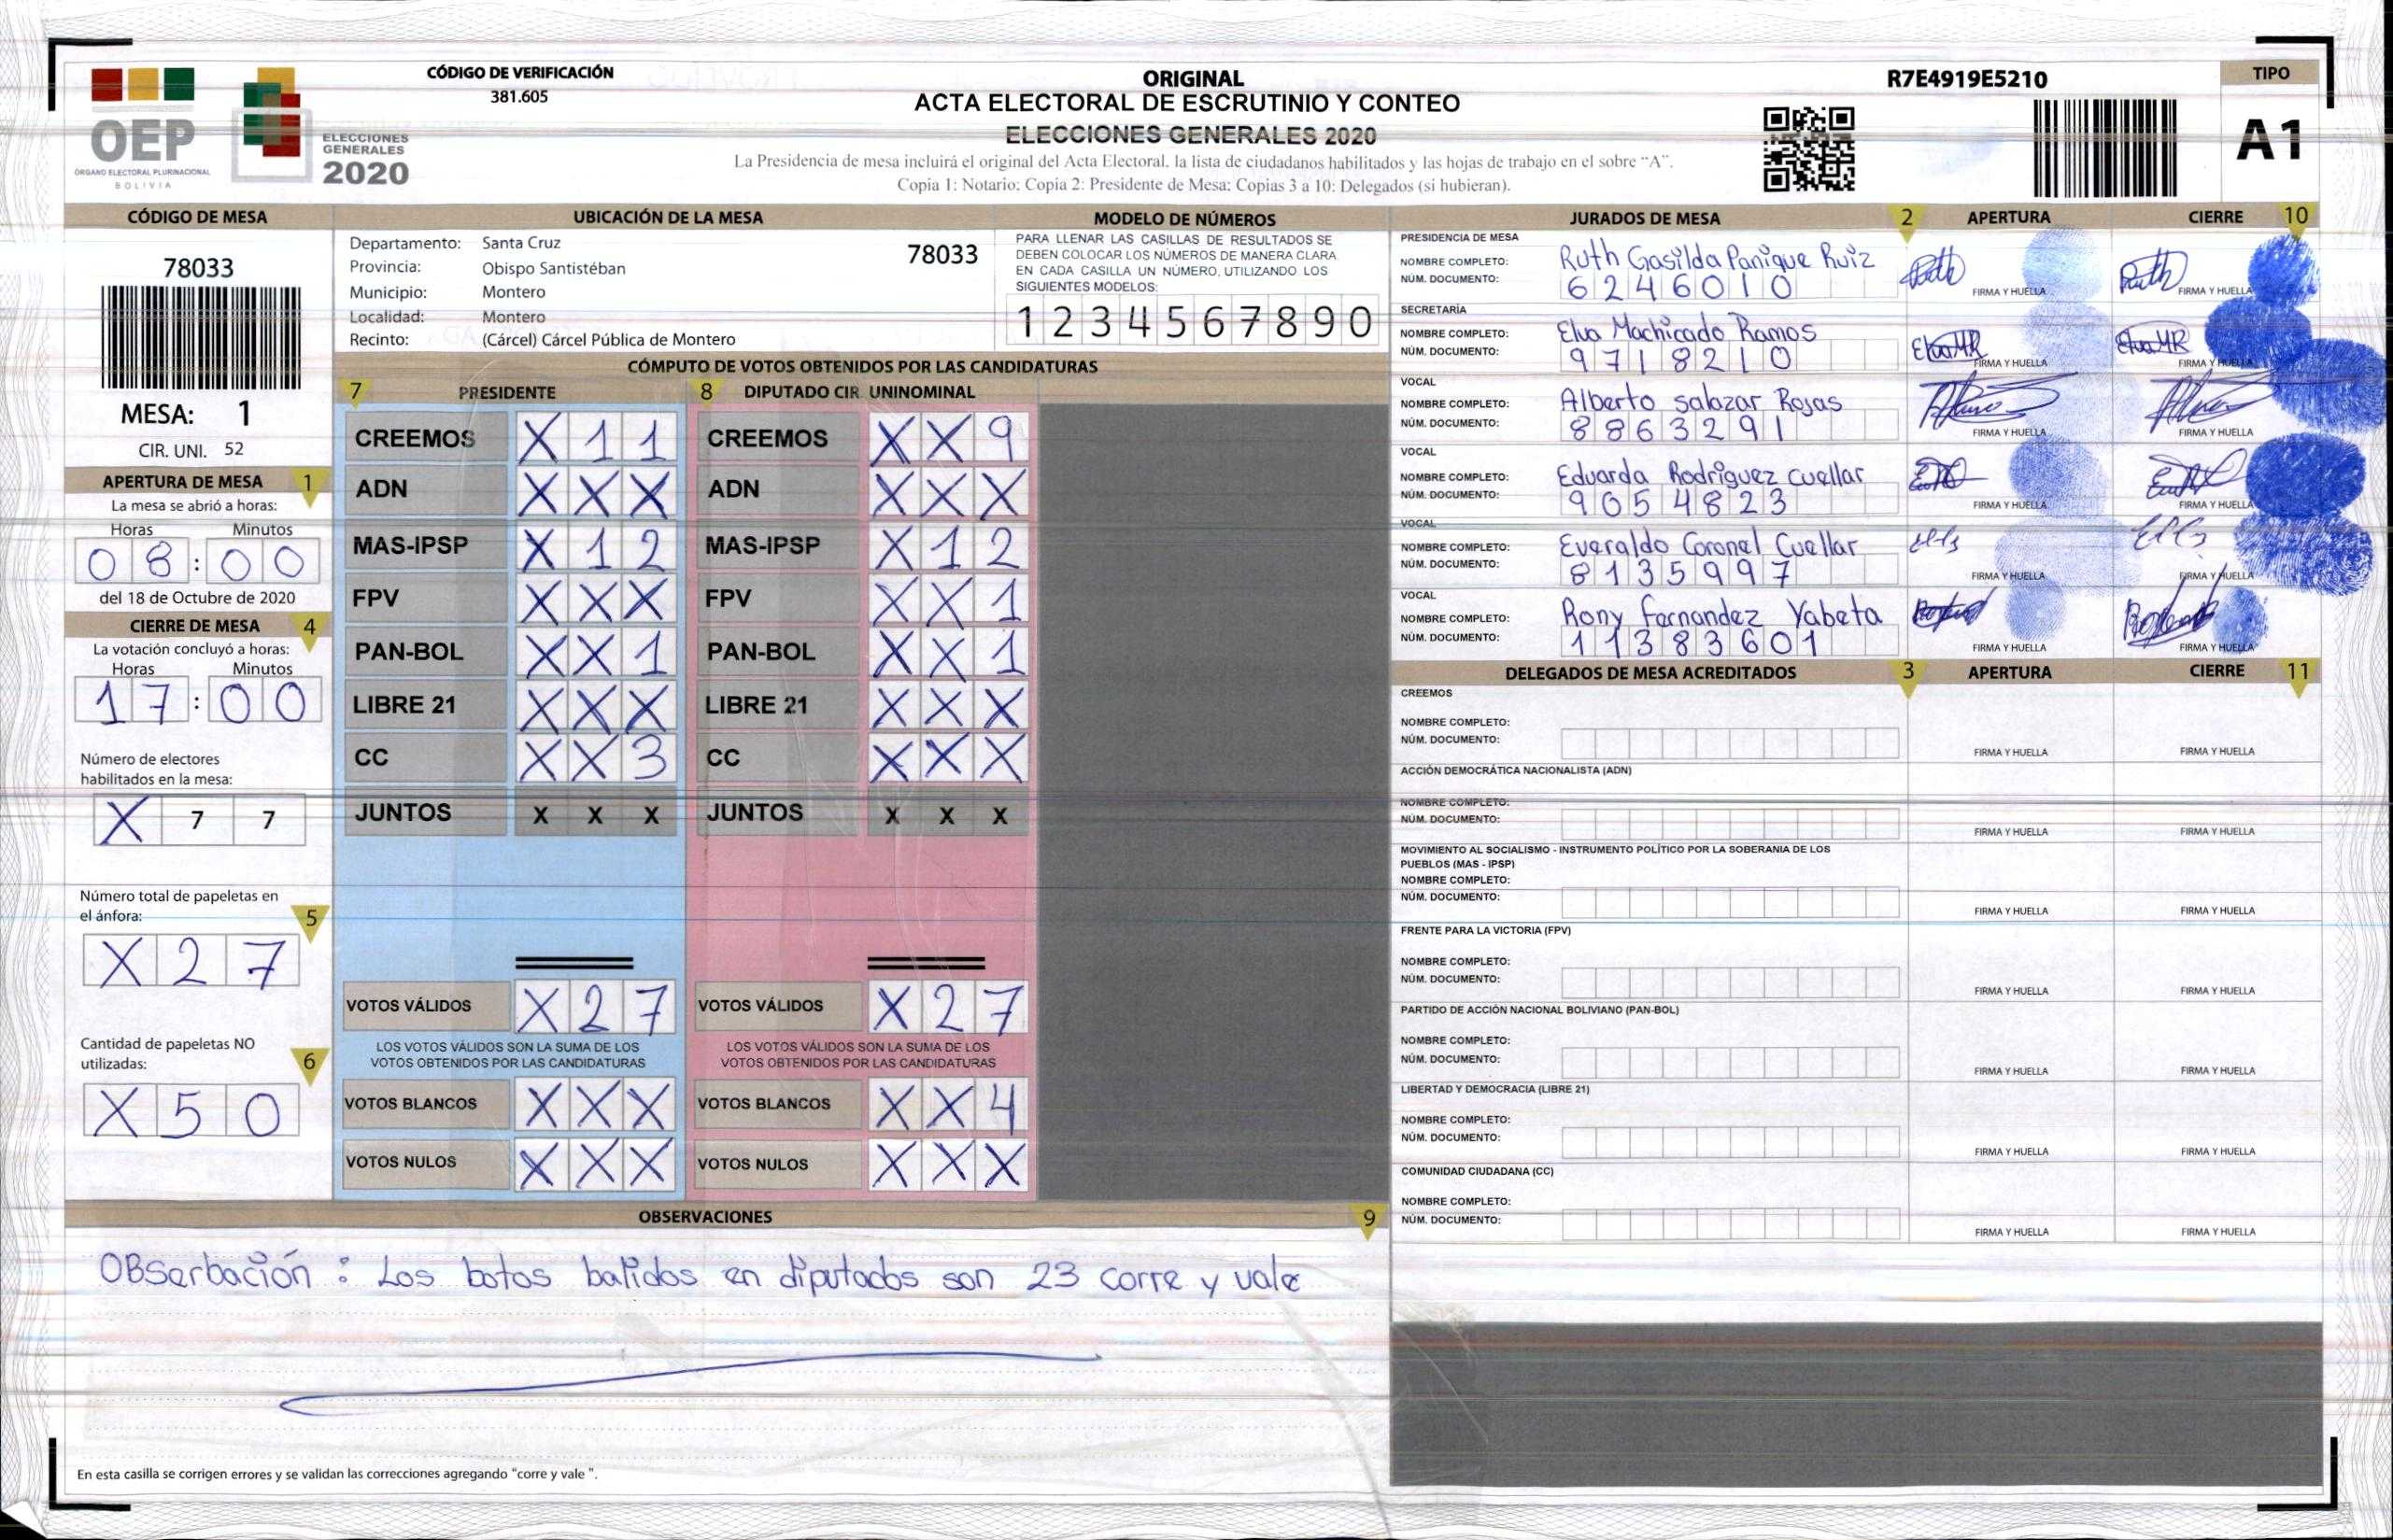 OEP
ÓRGANO ELECTORAL PLURINACIONAL
BOLIVIA
ELECCIONES
GENERALES
2020
CÓDIGO DE VERIFICACIÓN
381.605
ORIGINAL
ACTA ELECTORAL DE ESCRUTINIO Y CONTEO
ELECCIONES GENERALES 2020
La Presidencia de mesa incluirá el original del Acta Electoral, la lista de ciudadanos habilitados y las hojas de trabajo en el sobre “A”.
Copia 1: Notario; Copia 2: Presidente de Mesa; Copias 3 a 10: Delegados (si hubieran).
R7E4919E5210
TIPO
A1
CÓDIGO DE MESA
78033
MESA: 1
CIR. UNI. 52
APERTURA DE MESA 1
La mesa se abrió a horas:
Horas Minutos
08:00
del 18 de Octubre de 2020
CIERRE DE MESA 4
La votación concluyó a horas:
Horas Minutos
17:00
Número de electores
habilitados en la mesa:
X 7 7
Número total de papeletas en
el ánfora: 5
X 2 7
Cantidad de papeletas NO
utilizadas: 6
X 5 0
UBICACIÓN DE LA MESA
Departamento: Santa Cruz 78033
Provincia: Obispo Santistéban
Municipio: Montero
Localidad: Montero
Recinto: (Cárcel) Cárcel Pública de Montero
MODELO DE NÚMEROS
PARA LLENAR LAS CASILLAS DE RESULTADOS SE
DEBEN COLOCAR LOS NÚMEROS DE MANERA CLARA
EN CADA CASILLA UN NÚMERO, UTILIZANDO LOS
SIGUIENTES MODELOS:
1 2 3 4 5 6 7 8 9 0
CÓMPUTO DE VOTOS OBTENIDOS POR LAS CANDIDATURAS
7 PRESIDENTE 8 DIPUTADO CIR. UNINOMINAL
CREEMOS X 1 1 CREEMOS X X 9
ADN X X X ADN X X X
MAS-IPSP X 1 2 MAS-IPSP X 1 2
FPV X X X FPV X X 1
PAN-BOL X X 1 PAN-BOL X X 1
LIBRE 21 X X X LIBRE 21 X X X
CC X X 3 CC X X X
JUNTOS X X X JUNTOS X X X
VOTOS VÁLIDOS X 2 7 VOTOS VÁLIDOS X 2 7
LOS VOTOS VÁLIDOS SON LA SUMA DE LOS LOS VOTOS VÁLIDOS SON LA SUMA DE LOS
VOTOS OBTENIDOS POR LAS CANDIDATURAS VOTOS OBTENIDOS POR LAS CANDIDATURAS
VOTOS BLANCOS X X X VOTOS BLANCOS X X 4
VOTOS NULOS X X X VOTOS NULOS X X X
OBSERVACIONES 9
OBserbación : Los botos balidos en diputados son 23 corre y vale
En esta casilla se corrigen errores y se validan las correcciones agregando “corre y vale ”.
JURADOS DE MESA 2 APERTURA CIERRE 10
PRESIDENCIA DE MESA
NOMBRE COMPLETO: Ruth Gasilda Panique Ruiz
NÚM. DOCUMENTO: 6246010
FIRMA Y HUELLA FIRMA Y HUELLA
SECRETARÍA
NOMBRE COMPLETO: Elva Machicado Ramos
NÚM. DOCUMENTO: 9718210
FIRMA Y HUELLA FIRMA Y HUELLA
VOCAL
NOMBRE COMPLETO: Alberto salazar Rojas
NÚM. DOCUMENTO: 8863291
FIRMA Y HUELLA FIRMA Y HUELLA
VOCAL
NOMBRE COMPLETO: Eduarda Rodriguez cuellar
NÚM. DOCUMENTO: 9054823
FIRMA Y HUELLA FIRMA Y HUELLA
VOCAL
NOMBRE COMPLETO: Everaldo Coronel Cuellar
NÚM. DOCUMENTO: 8135997
FIRMA Y HUELLA FIRMA Y HUELLA
VOCAL
NOMBRE COMPLETO: Rony Fernandez Yabeta
NÚM. DOCUMENTO: 11383601
FIRMA Y HUELLA FIRMA Y HUELLA
DELEGADOS DE MESA ACREDITADOS 3 APERTURA CIERRE 11
CREEMOS
NOMBRE COMPLETO:
NÚM. DOCUMENTO:
FIRMA Y HUELLA FIRMA Y HUELLA
ACCIÓN DEMOCRÁTICA NACIONALISTA (ADN)
NOMBRE COMPLETO:
NÚM. DOCUMENTO:
FIRMA Y HUELLA FIRMA Y HUELLA
MOVIMIENTO AL SOCIALISMO - INSTRUMENTO POLÍTICO POR LA SOBERANIA DE LOS
PUEBLOS (MAS - IPSP)
NOMBRE COMPLETO:
NÚM. DOCUMENTO:
FIRMA Y HUELLA FIRMA Y HUELLA
FRENTE PARA LA VICTORIA (FPV)
NOMBRE COMPLETO:
NÚM. DOCUMENTO:
FIRMA Y HUELLA FIRMA Y HUELLA
PARTIDO DE ACCIÓN NACIONAL BOLIVIANO (PAN-BOL)
NOMBRE COMPLETO:
NÚM. DOCUMENTO:
FIRMA Y HUELLA FIRMA Y HUELLA
LIBERTAD Y DEMOCRACIA (LIBRE 21)
NOMBRE COMPLETO:
NÚM. DOCUMENTO:
FIRMA Y HUELLA FIRMA Y HUELLA
COMUNIDAD CIUDADANA (CC)
NOMBRE COMPLETO:
NÚM. DOCUMENTO:
FIRMA Y HUELLA FIRMA Y HUELLA